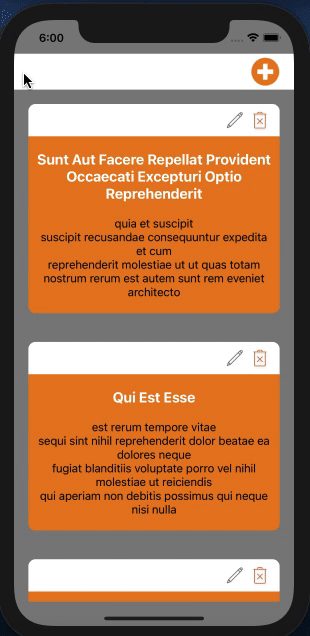 6:00
Sunt Aut Facere Repellat Provident
Occaecati Excepturi Optio
Reprehenderit
quia et suscipit
suscipit recusandae consequuntur expedita
et cum
reprehenderit molestiae ut ut quas totam
nostrum rerum est autem sunt rem eveniet
architecto
Qui Est Esse
est rerum tempore vitae
sequi sint nihil reprehenderit dolor beatae ea
dolores neque
fugiat blanditiis voluptate porro vel nihil
molestiae ut reiciendis
qui aperiam non debitis possimus qui neque
nisi nulla